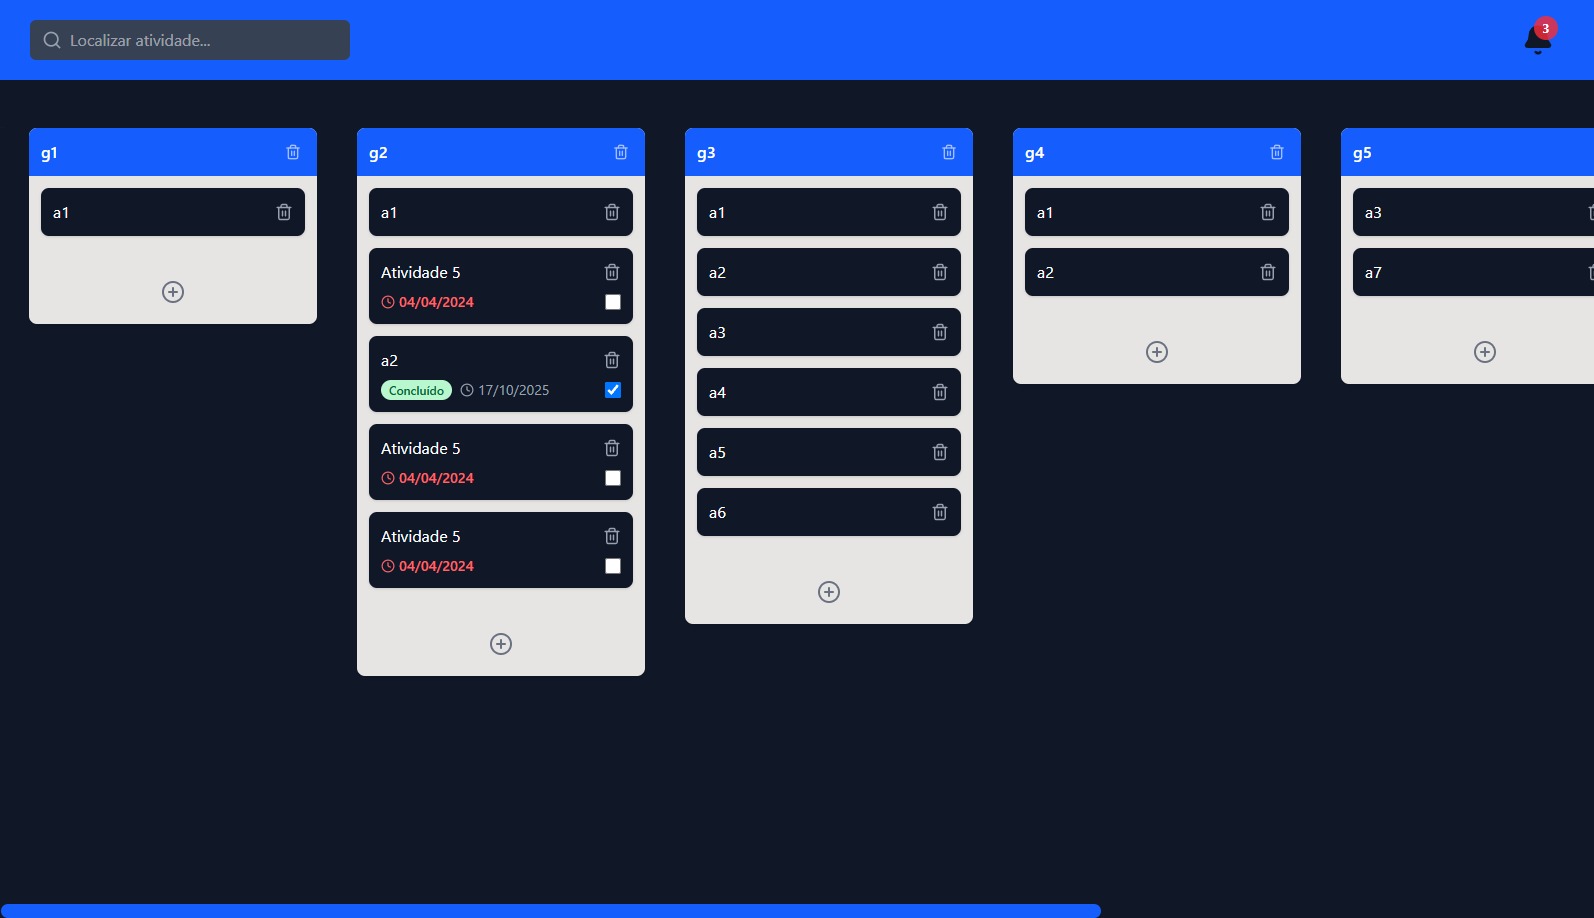 Localizar atividade...
3
g1
a1
g2
a1
Atividade 5
04/04/2024
a2
Concluído 17/10/2025
Atividade 5
04/04/2024
Atividade 5
04/04/2024
g3
a1
a2
a3
a4
a5
a6
g4
a1
a2
g5
a3
a7